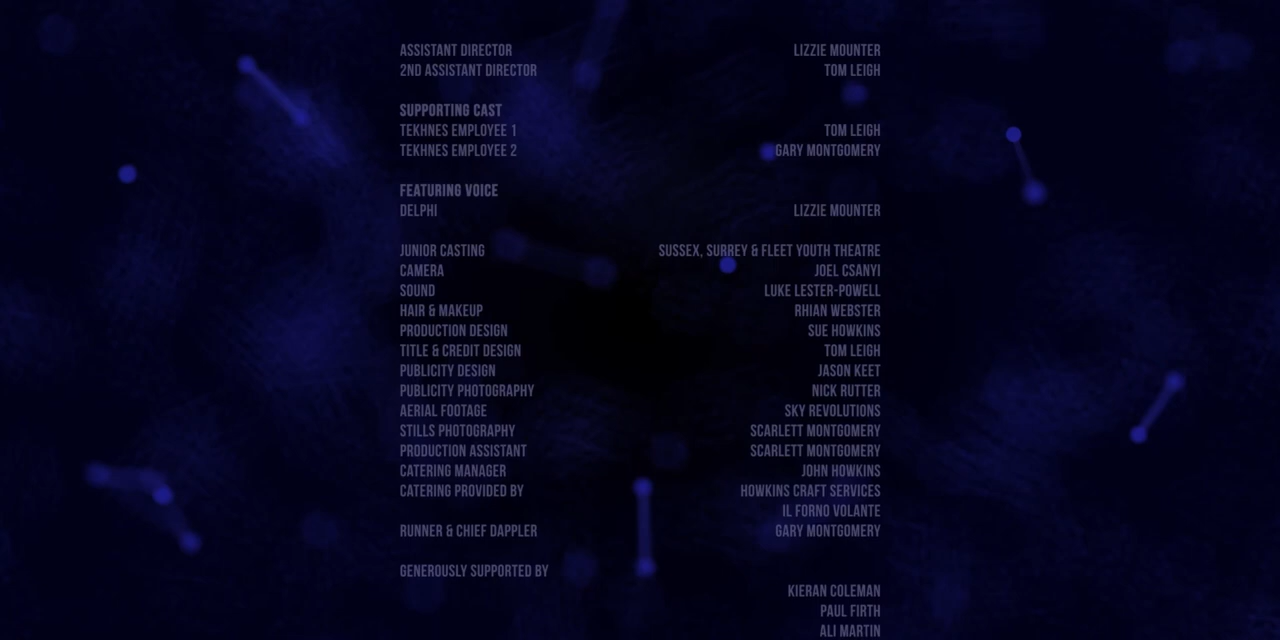 ASSISTANT DIRECTOR LIZZIE MOUNTER
2ND ASSISTANT DIRECTOR TOM LEIGH
SUPPORTING CAST
TEKHNES EMPLOYEE 1 TOM LEIGH
TEKHNES EMPLOYEE 2 GARY MONTGOMERY
FEATURING VOICE
DELPHI LIZZIE MOUNTER
JUNIOR CASTING SUSSEX, SURREY & FLEET YOUTH THEATRE
CAMERA JOEL CSANYI
SOUND LUKE LESTER-POWELL
HAIR & MAKEUP RHIAN WEBSTER
PRODUCTION DESIGN SUE HOWKINS
TITLE & CREDIT DESIGN TOM LEIGH
PUBLICITY DESIGN JASON KEET
PUBLICITY PHOTOGRAPHY NICK RUTTER
AERIAL FOOTAGE SKY REVOLUTIONS
STILLS PHOTOGRAPHY SCARLETT MONTGOMERY
PRODUCTION ASSISTANT SCARLETT MONTGOMERY
CATERING MANAGER JOHN HOWKINS
CATERING PROVIDED BY HOWKINS CRAFT SERVICES
IL FORNO VOLANTE
RUNNER & CHIEF DAPPLER GARY MONTGOMERY
GENEROUSLY SUPPORTED BY
KIERAN COLEMAN
PAUL FIRTH
ALI MARTIN